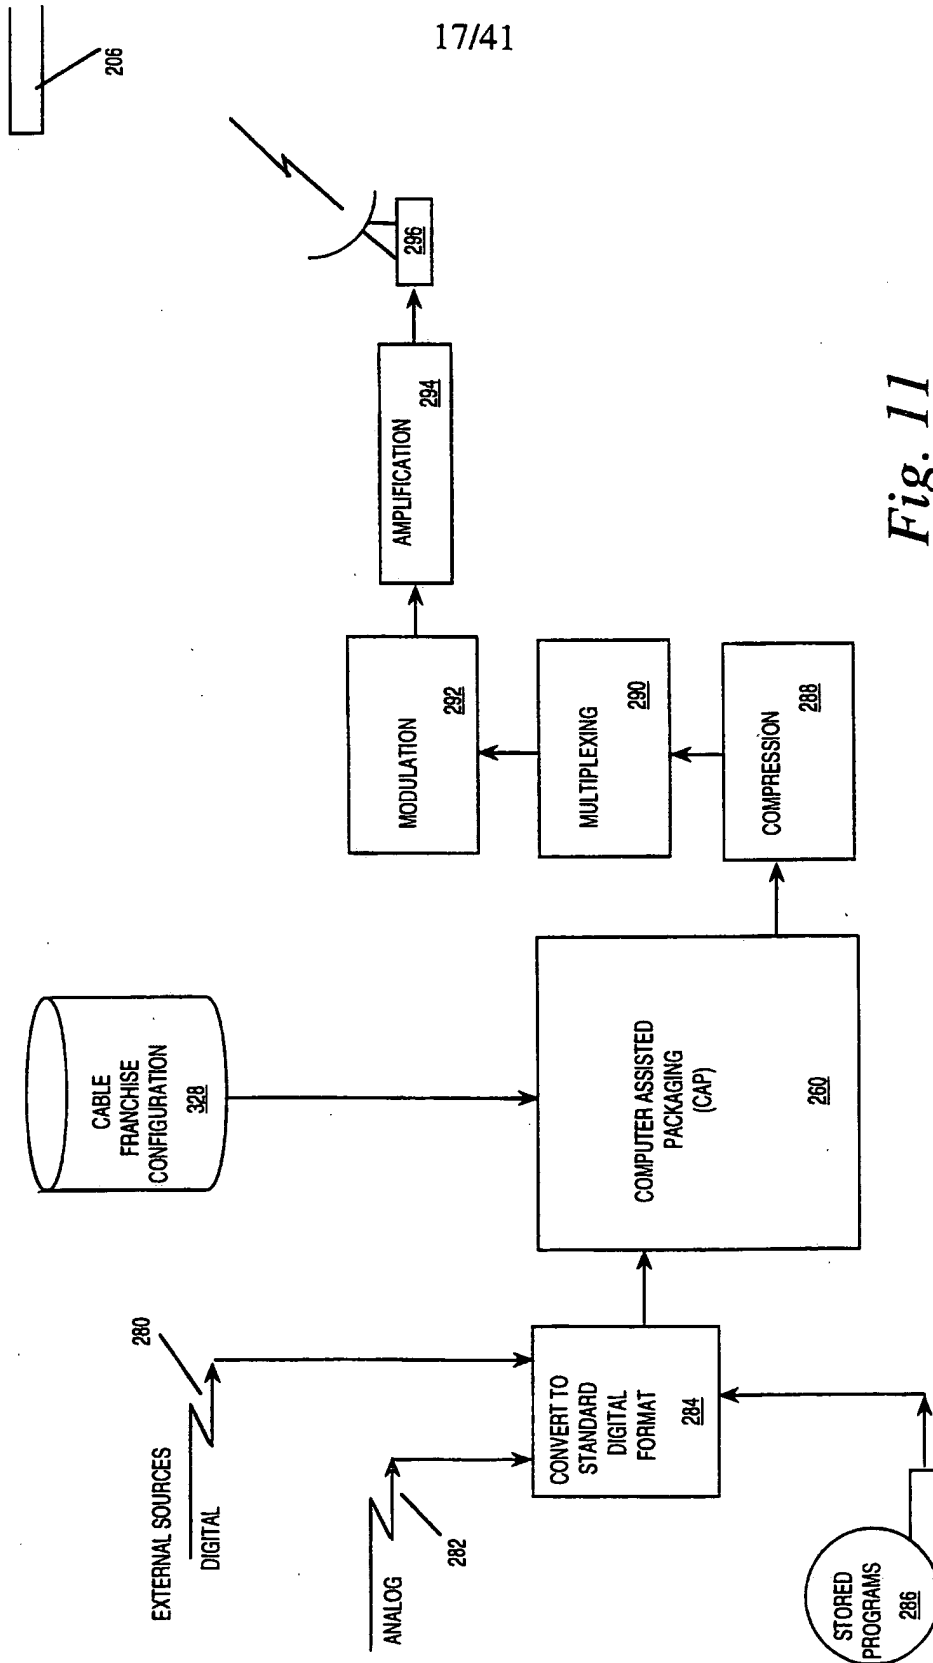 17/41
206
EXTERNAL SOURCES
DIGITAL
280
ANALOG
282
CONVERT TO
STANDARD
DIGITAL
FORMAT
284
STORED
PROGRAMS
286
CABLE
FRANCHISE
CONFIGURATION
328
COMPUTER ASSISTED
PACKAGING
(CAP)
260
COMPRESSION
288
MULTIPLEXING
290
MODULATION
292
AMPLIFICATION
294
296
Fig. 11